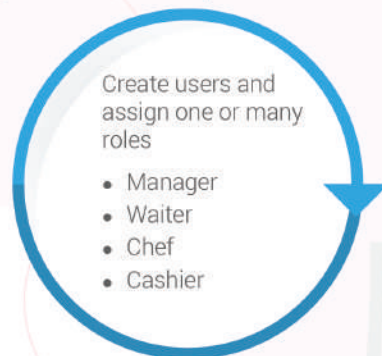 Create users and
assign one or many
roles
• Manager
• Waiter
• Chef
• Cashier